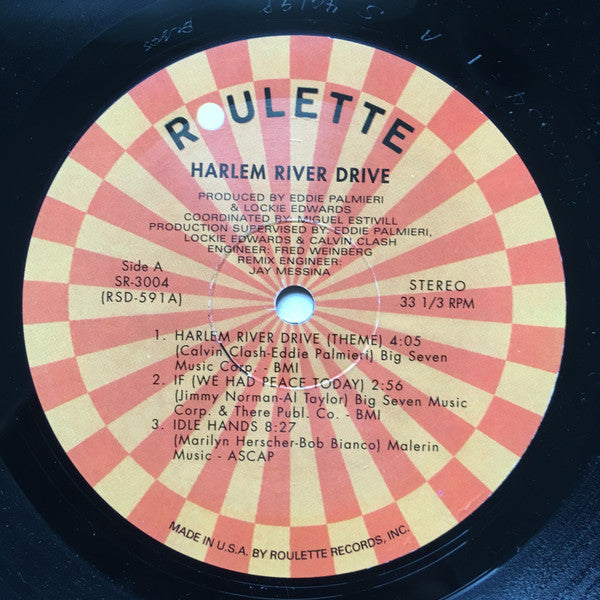 ROULETTE
HARLEM RIVER DRIVE
PRODUCED BY EDDIE PALMIERI
& LOCKIE EDWARDS
COORDINATED BY: MIGUEL ESTIVILL
PRODUCTION SUPERVISED BY: EDDIE PALMIERI,
LOCKIE EDWARDS & CALVIN CLASH
ENGINEER: FRED WEINBERG
REMIX ENGINEER:
JAY MESSINA
Side A
SR-3004
(RSD-591A)
STEREO
33 1/3 RPM
1. HARLEM RIVER DRIVE (THEME) 4:05
(Calvin Clash-Eddie Palmieri) Big Seven
Music Corp. - BMI
2. IF (WE HAD PEACE TODAY) 2:56
(Jimmy Norman-Al Taylor) Big Seven Music
Corp. & There Publ. Co. - BMI
3. IDLE HANDS 8:27
(Marilyn Herscher-Bob Bianco) Malerin
Music - ASCAP
MADE IN U.S.A. BY ROULETTE RECORDS, INC.